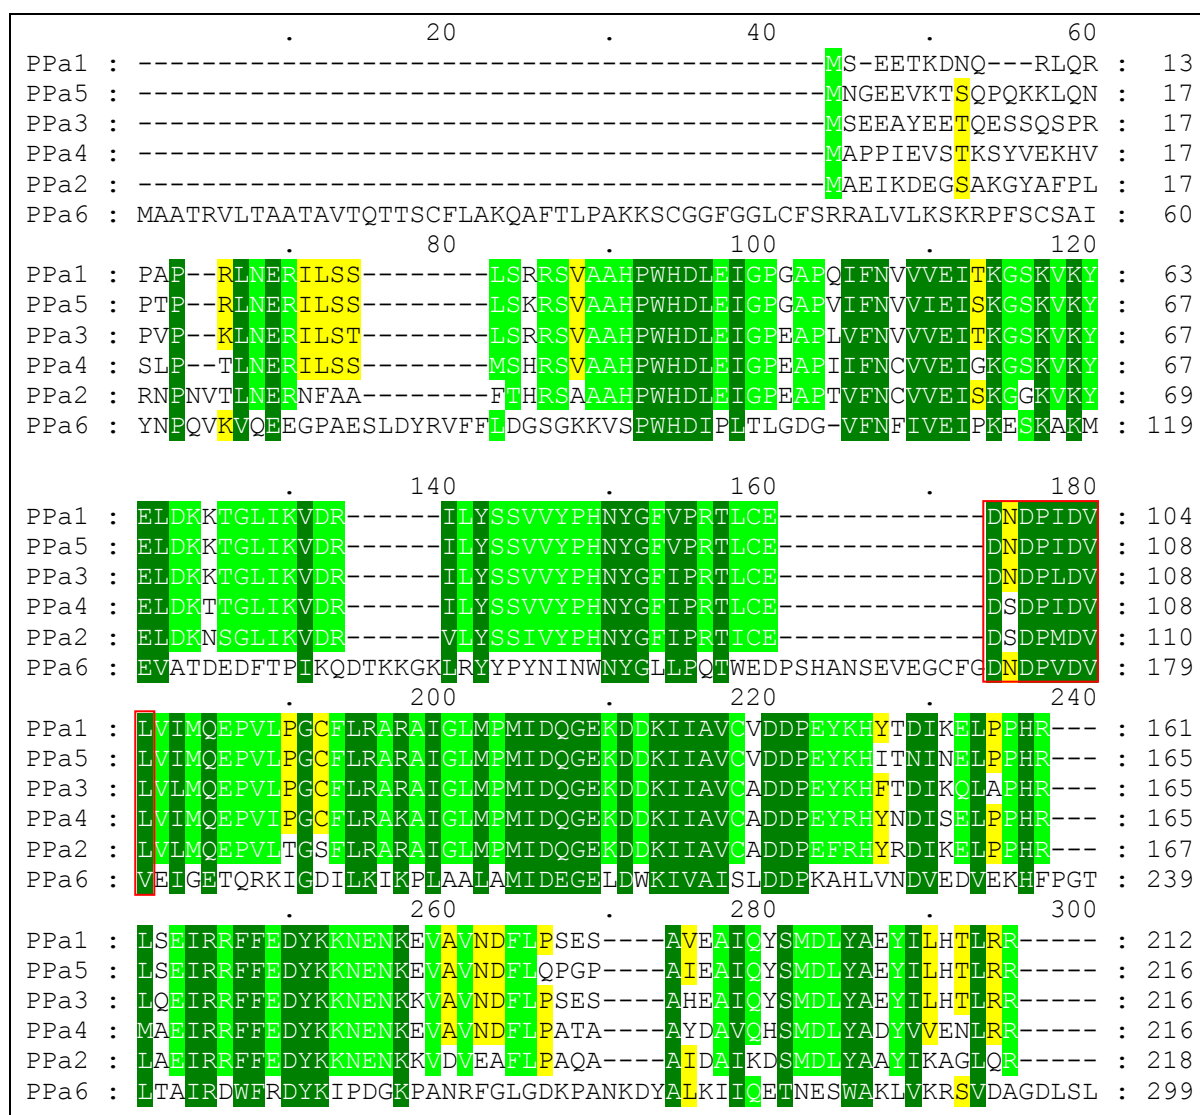 . 20 . 40 . 60
PPa1 : -------------------------------------------MS-EETKDNQ---RLQR : 13
PPa5 : -------------------------------------------MNGEEVKTSQPQKKLQN : 17
PPa3 : -------------------------------------------MSEEAYEETQESSQSPR : 17
PPa4 : -------------------------------------------MAPPIEVSTKSYVEKHV : 17
PPa2 : -------------------------------------------MAEIKDEGSAKGYAFPL : 17
PPa6 : MAATRVLTAATAVTQTTSCFLAKQAFTLPAKKSCGGFGGLCFSRRALVLKSKRPFSCSAI : 60
. 80 . 100 . 120
PPa1 : PAP--RLNERILSS--------LSRRSVAAHPWHDLEIGPGAPQIFNVVVEITKGSKVKY : 63
PPa5 : PTP--RLNERILSS--------LSKRSVAAHPWHDLEIGPGAPVIFNVVIEISKGSKVKY : 67
PPa3 : PVP--KLNERILST--------LSRRSVAAHPWHDLEIGPEAPLVFNVVVEITKGSKVKY : 67
PPa4 : SLP--TLNERILSS--------MSHRSVAAHPWHDLEIGPEAPIIFNCVVEIGKGSKVKY : 67
PPa2 : RNPNVTLNERNFAA--------FTHRSAAAHPWHDLEIGPEAPTVFNCVVEISKGGKVKY : 69
PPa6 : YNPQVKVQEEGPAESLDYRVFFLDGSGKKVSPWHDIPLTLGDG-VFNFIVEIPKESKAKM : 119
. 140 . 160 . 180
PPa1 : ELDKKTGLIKVDR------ILYSSVVYPHNYGFVPRTLCE-------------DNDPIDV : 104
PPa5 : ELDKKTGLIKVDR------ILYSSVVYPHNYGFVPRTLCE-------------DNDPIDV : 108
PPa3 : ELDKKTGLIKVDR------ILYSSVVYPHNYGFIPRTLCE-------------DNDPLDV : 108
PPa4 : ELDKTTGLIKVDR------ILYSSVVYPHNYGFIPRTLCE-------------DSDPIDV : 108
PPa2 : ELDKNSGLIKVDR------VLYSSIVYPHNYGFIPRTICE-------------DSDPMDV : 110
PPa6 : EVATDEDFTPIKQDTKKGKLRYYPYNINWNYGLLPQTWEDPSHANSEVEGCFGDNDPVDV : 179
. 200 . 220 . 240
PPa1 : LVIMQEPVLPGCFLRARAIGLMPMIDQGEKDDKIIAVCVDDPEYKHYTDIKELPPHR--- : 161
PPa5 : LVIMQEPVLPGCFLRARAIGLMPMIDQGEKDDKIIAVCVDDPEYKHITNINELPPHR--- : 165
PPa3 : LVLMQEPVLPGCFLRARAIGLMPMIDQGEKDDKIIAVCADDPEYKHFTDIKQLAPHR--- : 165
PPa4 : LVIMQEPVIPGCFLRAKAIGLMPMIDQGEKDDKIIAVCADDPEYRHYNDISELPPHR--- : 165
PPa2 : LVLMQEPVLTGSFLRARAIGLMPMIDQGEKDDKIIAVCADDPEFRHYRDIKELPPHR--- : 167
PPa6 : VEIGETQRKIGDILKIKPLAALAMIDEGELDWKIVAISLDDPKAHLVNDVEDVEKHFPGT : 239
. 260 . 280 . 300
PPa1 : LSEIRRFFEDYKKNENKEVAVNDFLPSES----AVEAIQYSMDLYAEYILHTLRR----- : 212
PPa5 : LSEIRRFFEDYKKNENKEVAVNDFLQPGP----AIEAIQYSMDLYAEYILHTLRR----- : 216
PPa3 : LQEIRRFFEDYKKNENKKVAVNDFLPSES----AHEAIQYSMDLYAEYILHTLRR----- : 216
PPa4 : MAEIRRFFEDYKKNENKEVAVNDFLPATA----AYDAVQHSMDLYADYVVENLRR----- : 216
PPa2 : LAEIRRFFEDYKKNENKKVDVEAFLPAQA----AIDAIKDSMDLYAAYIKAGLQR----- : 218
PPa6 : LTAIRDWFRDYKIPDGKPANRFGLGDKPANKDYALKIIQETNESWAKLVKRSVDAGDLSL : 299